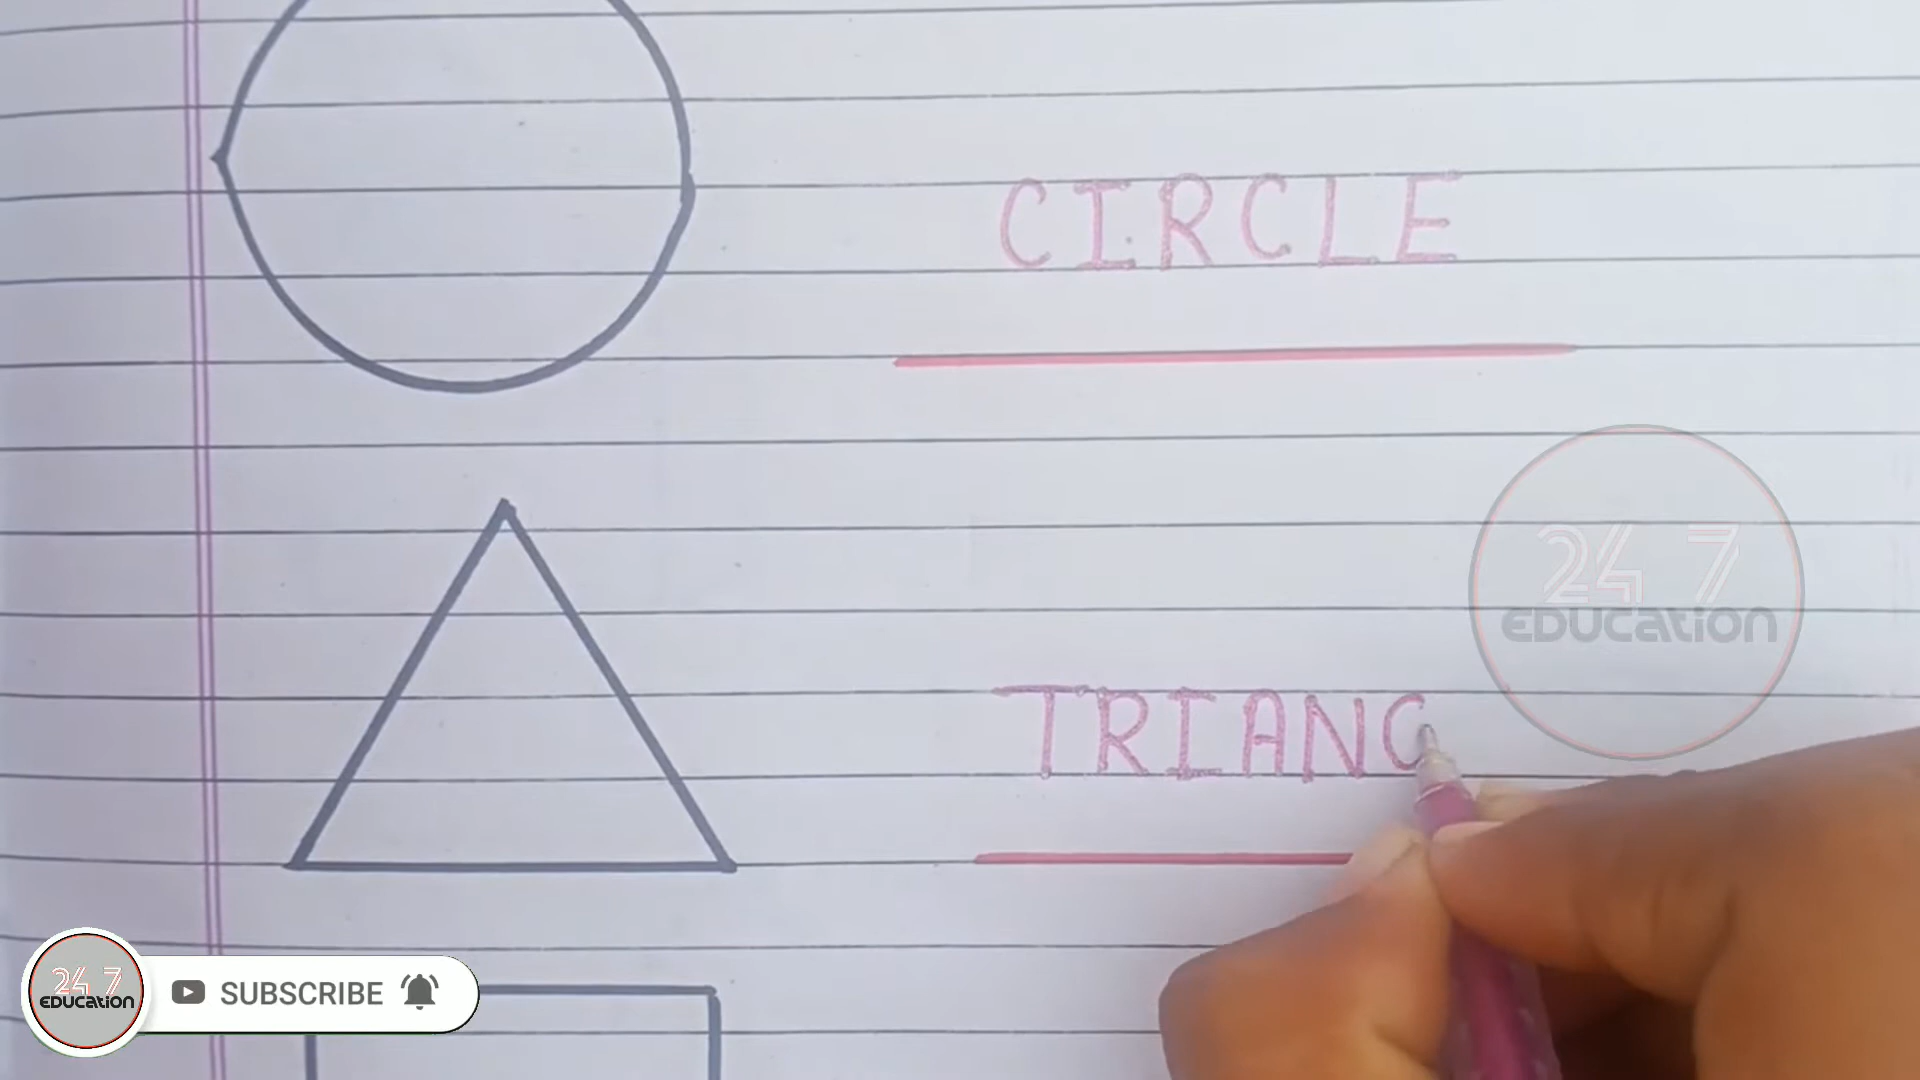 CIRCLE
24 7
EDUCATION
TRIANG
24 7
EDUCATION
SUBSCRIBE